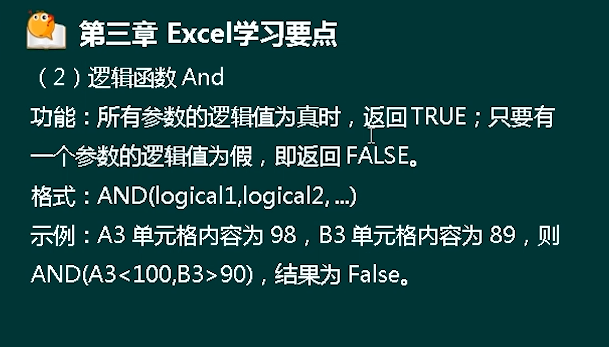 第三章 Excel学习要点
（2）逻辑函数 And
功能：所有参数的逻辑值为真时，返回 TRUE；只要有
一个参数的逻辑值为假，即返回 FALSE。
格式：AND(logical1,logical2, ...)
示例：A3 单元格内容为 98，B3 单元格内容为 89，则
AND(A3<100,B3>90)，结果为 False。